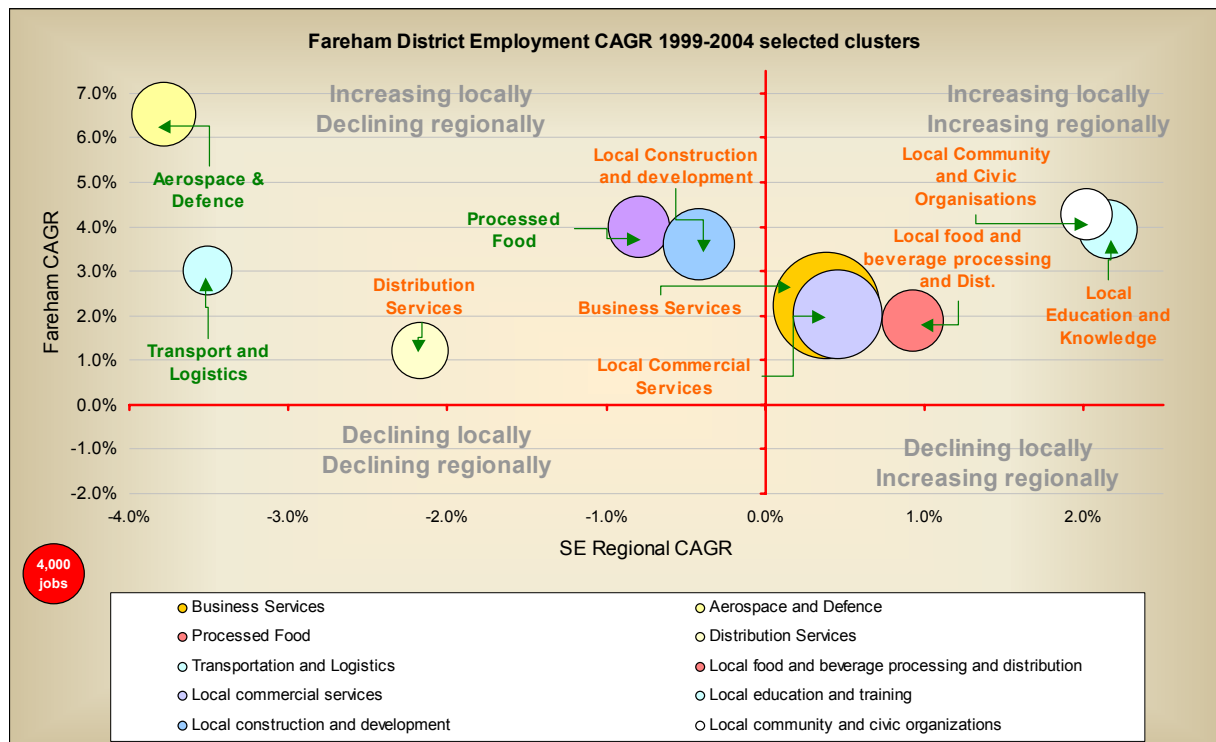 Fareham District Employment CAGR 1999-2004 selected clusters
Fareham CAGR
7.0%
6.0%
5.0%
4.0%
3.0%
2.0%
1.0%
0.0%
-1.0%
-2.0%
Increasing locally
Declining regionally
Increasing locally
Increasing regionally
Aerospace &
Defence
Transport and
Logistics
Distribution
Services
Processed
Food
Local Construction
and development
Business Services
Local Commercial
Services
Local Community
and Civic
Organisations
Local food and
beverage processing
and Dist.
Local
Education and
Knowledge
Declining locally
Declining regionally
Declining locally
Increasing regionally
-4.0%
-3.0%
-2.0%
-1.0%
0.0%
1.0%
2.0%
SE Regional CAGR
4,000
jobs
Business Services
Aerospace and Defence
Processed Food
Distribution Services
Transportation and Logistics
Local food and beverage processing and distribution
Local commercial services
Local education and training
Local construction and development
Local community and civic organizations